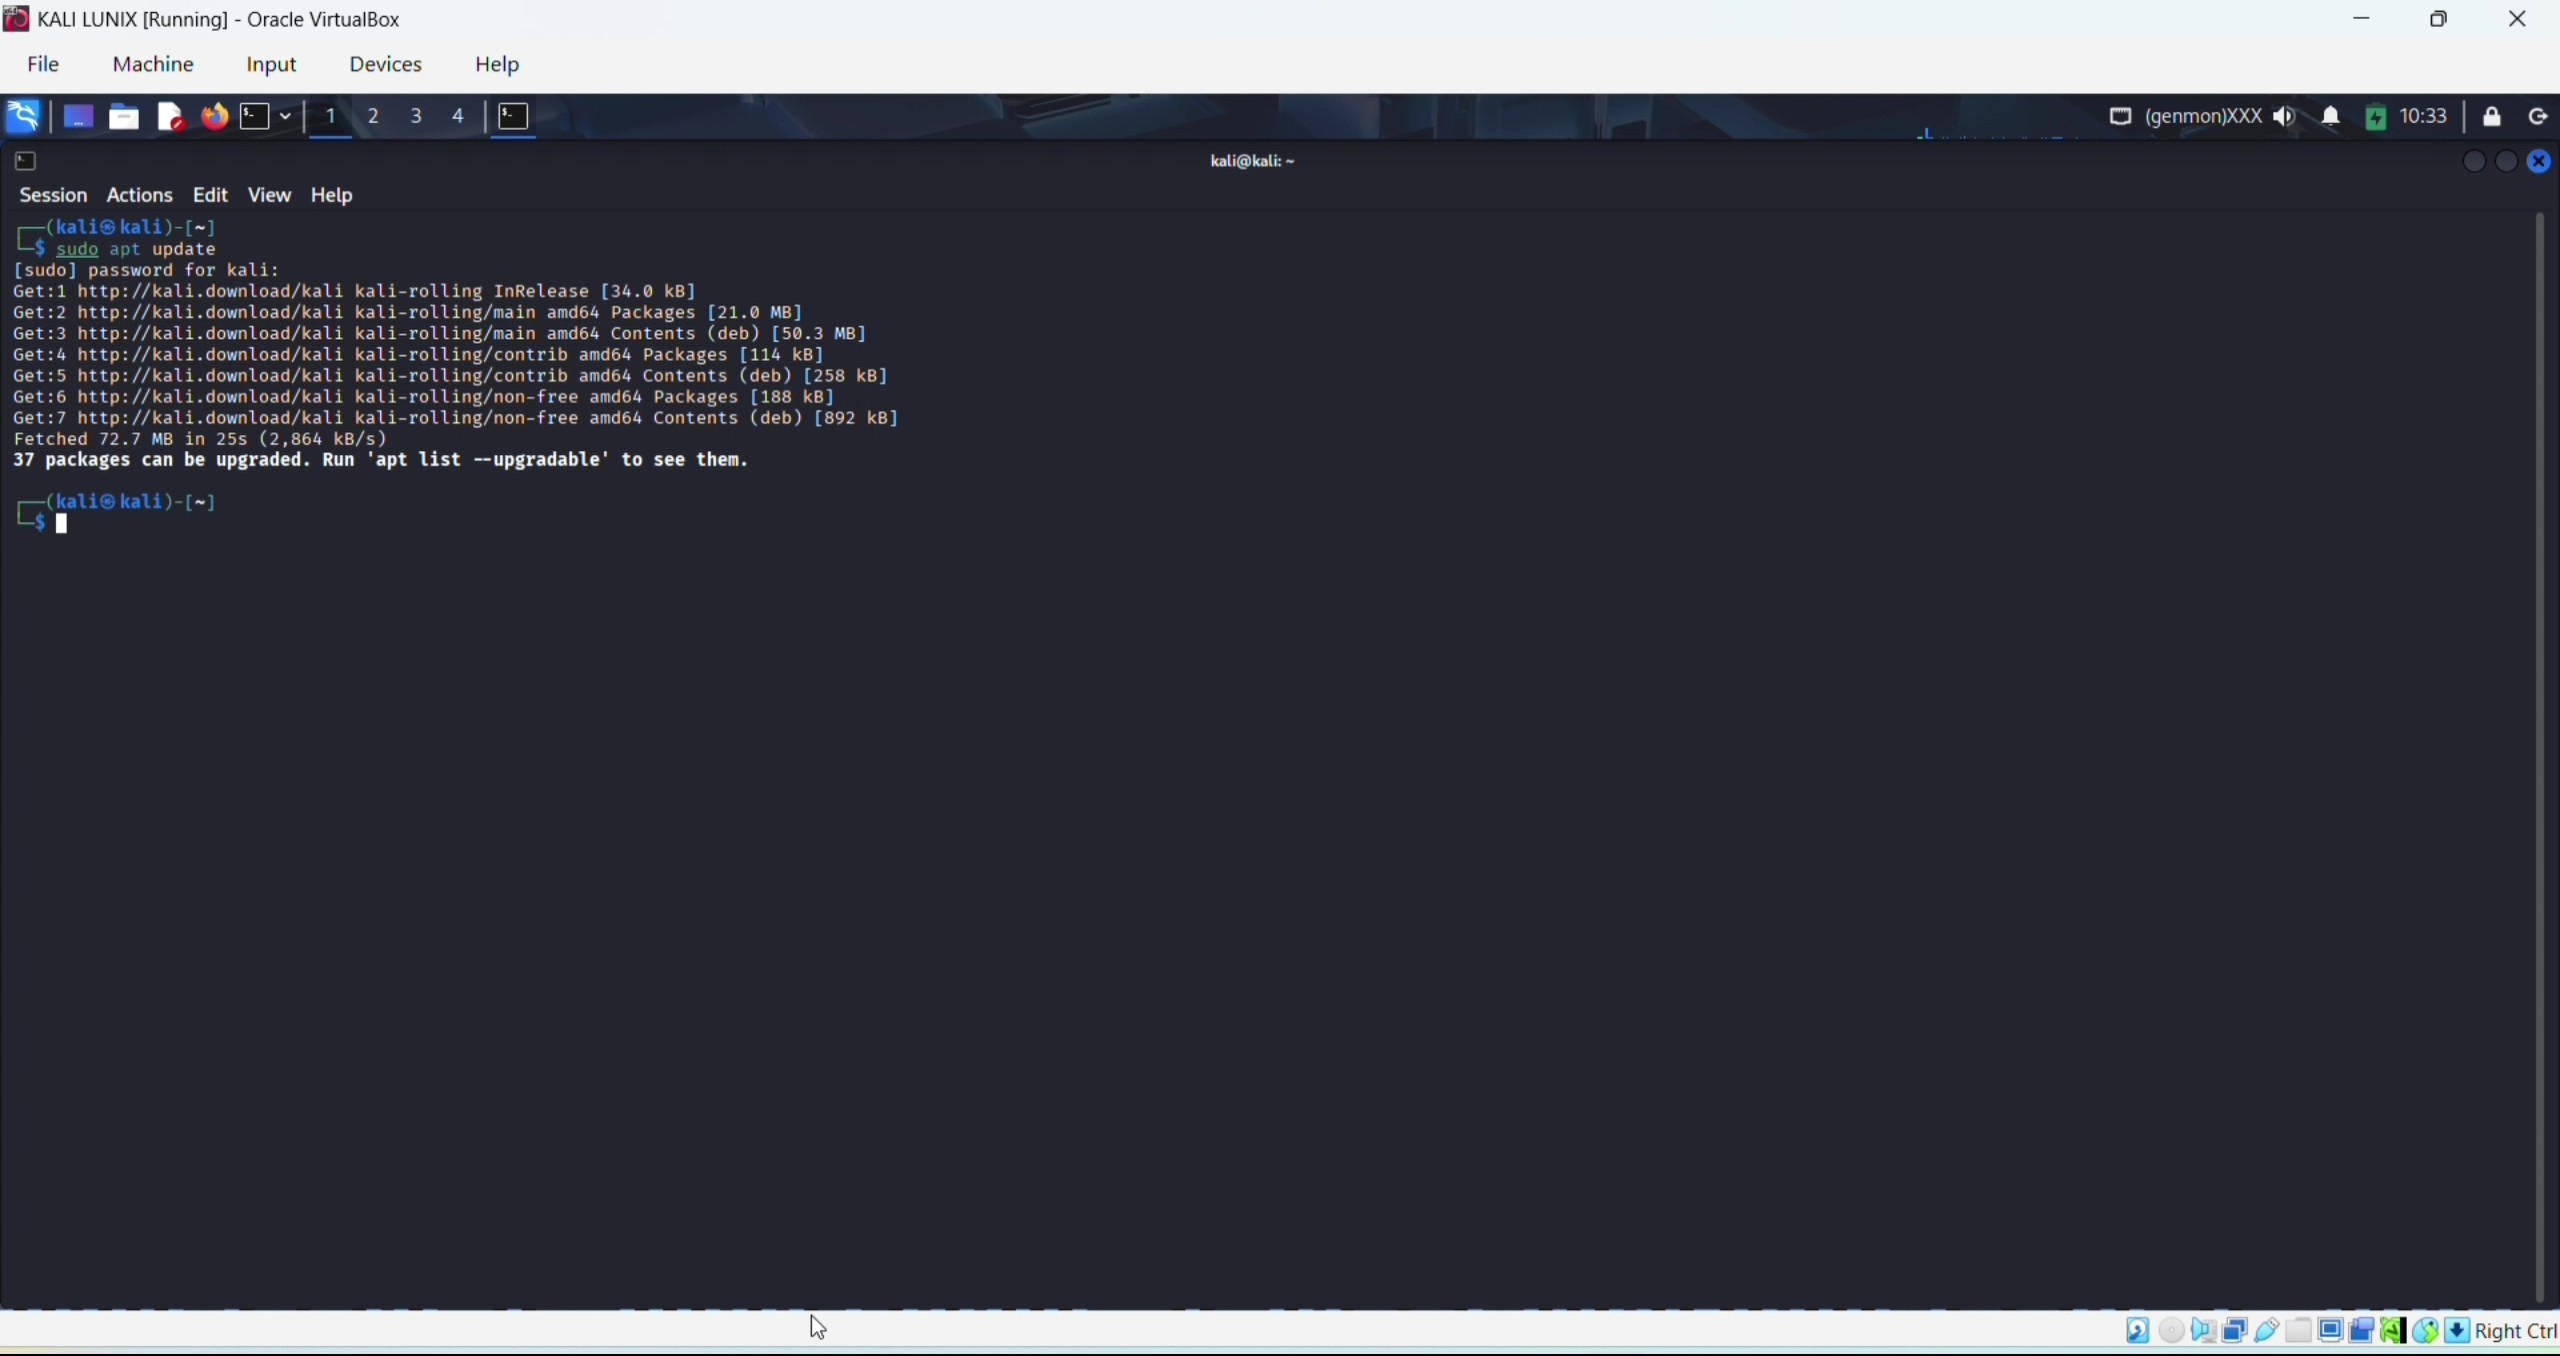 KALI LUNIX [Running] - Oracle VirtualBox
File Machine Input Devices Help
1 2 3 4 (genmon)XXX 10:33
kali@kali: ~
Session Actions Edit View Help
┌──(kali㉿kali)-[~]
└─$ sudo apt update
[sudo] password for kali:
Get:1 http://kali.download/kali kali-rolling InRelease [34.0 kB]
Get:2 http://kali.download/kali kali-rolling/main amd64 Packages [21.0 MB]
Get:3 http://kali.download/kali kali-rolling/main amd64 Contents (deb) [50.3 MB]
Get:4 http://kali.download/kali kali-rolling/contrib amd64 Packages [114 kB]
Get:5 http://kali.download/kali kali-rolling/contrib amd64 Contents (deb) [258 kB]
Get:6 http://kali.download/kali kali-rolling/non-free amd64 Packages [188 kB]
Get:7 http://kali.download/kali kali-rolling/non-free amd64 Contents (deb) [892 kB]
Fetched 72.7 MB in 25s (2,864 kB/s)
37 packages can be upgraded. Run 'apt list --upgradable' to see them.
┌──(kali㉿kali)-[~]
└─$
Right Ctrl